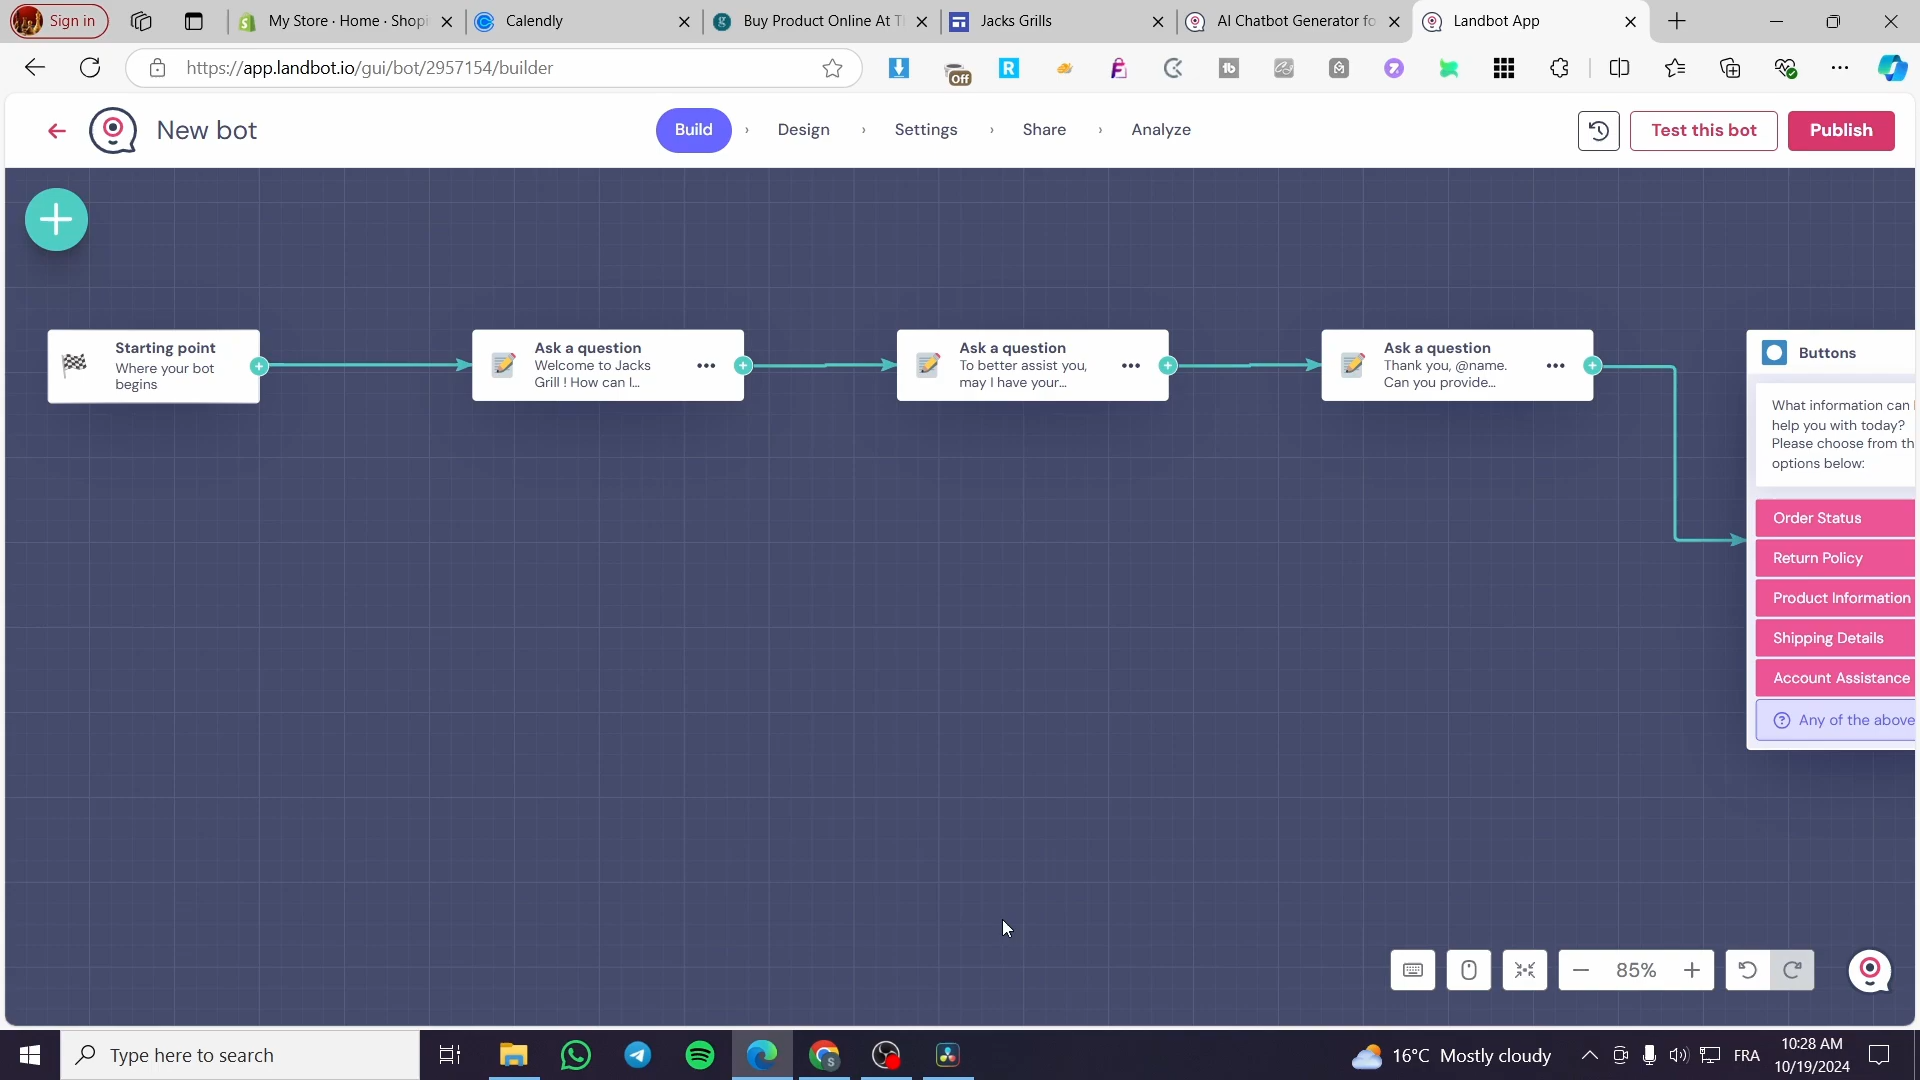 Sign in
My Store · Home · Shopi
Calendly
Buy Product Online At T
Jacks Grills
AI Chatbot Generator fo
Landbot App
https://app.landbot.io/gui/bot/2957154/builder
Off
New bot
Build
Design
Settings
Share
Analyze
Test this bot
Publish
Starting point
Where your bot
begins
Ask a question
Welcome to Jacks
Grill ! How can I...
Ask a question
To better assist you,
may I have your...
Ask a question
Thank you, @name.
Can you provide...
Buttons
What information can
help you with today?
Please choose from th
options below:
Order Status
Return Policy
Product Information
Shipping Details
Account Assistance
Any of the above
85%
Type here to search
16°C Mostly cloudy
FRA
10:28 AM
10/19/2024